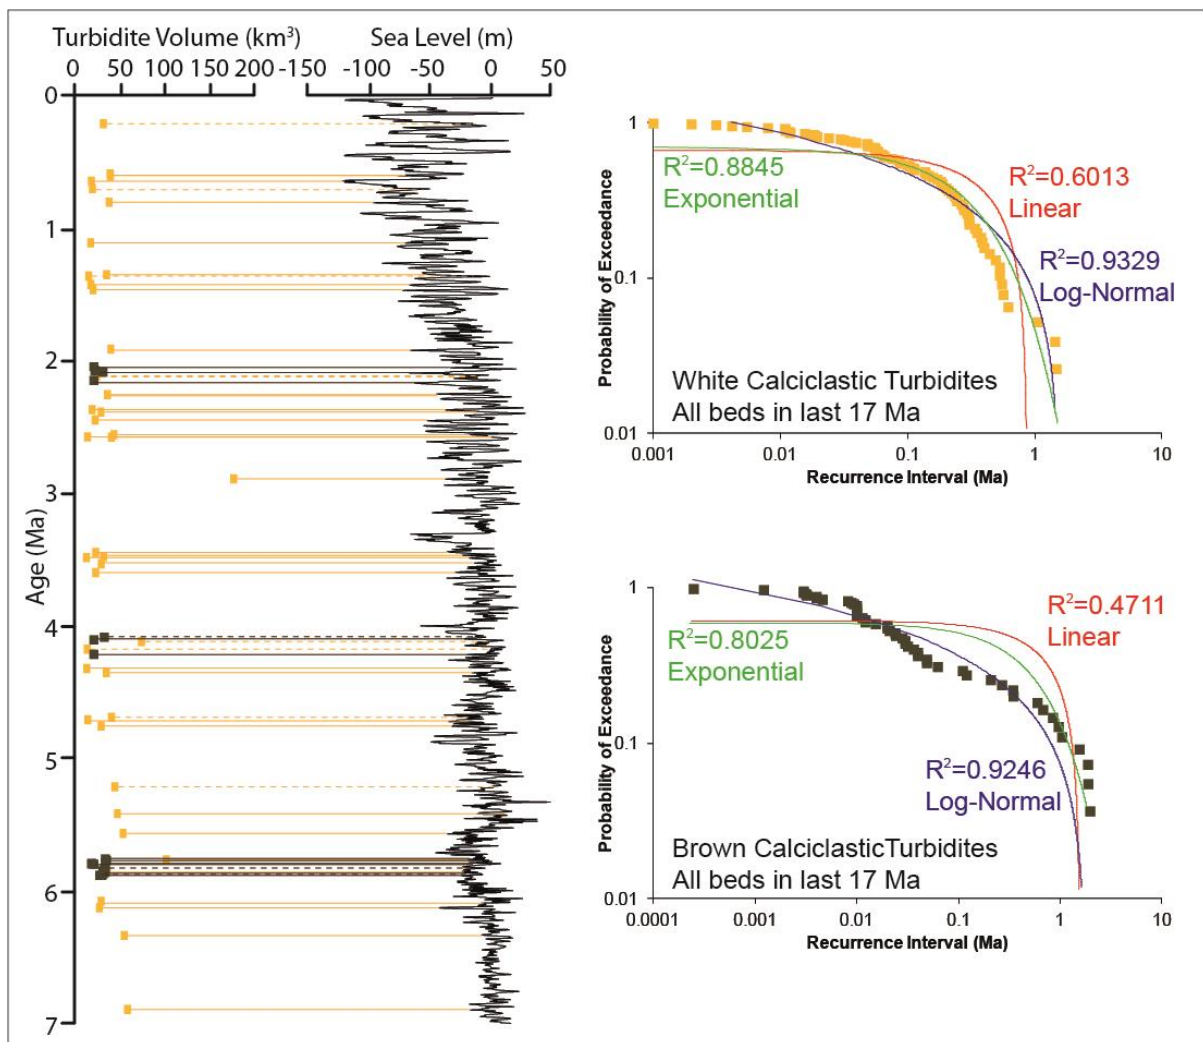 Turbidite Volume (km³)
Sea Level (m)
0 50 100 150 200
-150 -100 -50 0 50
Age (Ma)
0
1
2
3
4
5
6
7
Probability of Exceedance
1
0.1
0.01
R²=0.8845
Exponential
R²=0.6013
Linear
R²=0.9329
Log-Normal
White Calciclastic Turbidites
All beds in last 17 Ma
0.001 0.01 0.1 1 10
Recurrence Interval (Ma)
Probability of Exceedance
1
0.1
0.01
R²=0.4711
Linear
R²=0.8025
Exponential
R²=0.9246
Log-Normal
Brown CalciclasticTurbidites
All beds in last 17 Ma
0.0001 0.001 0.01 0.1 1 10
Recurrence Interval (Ma)